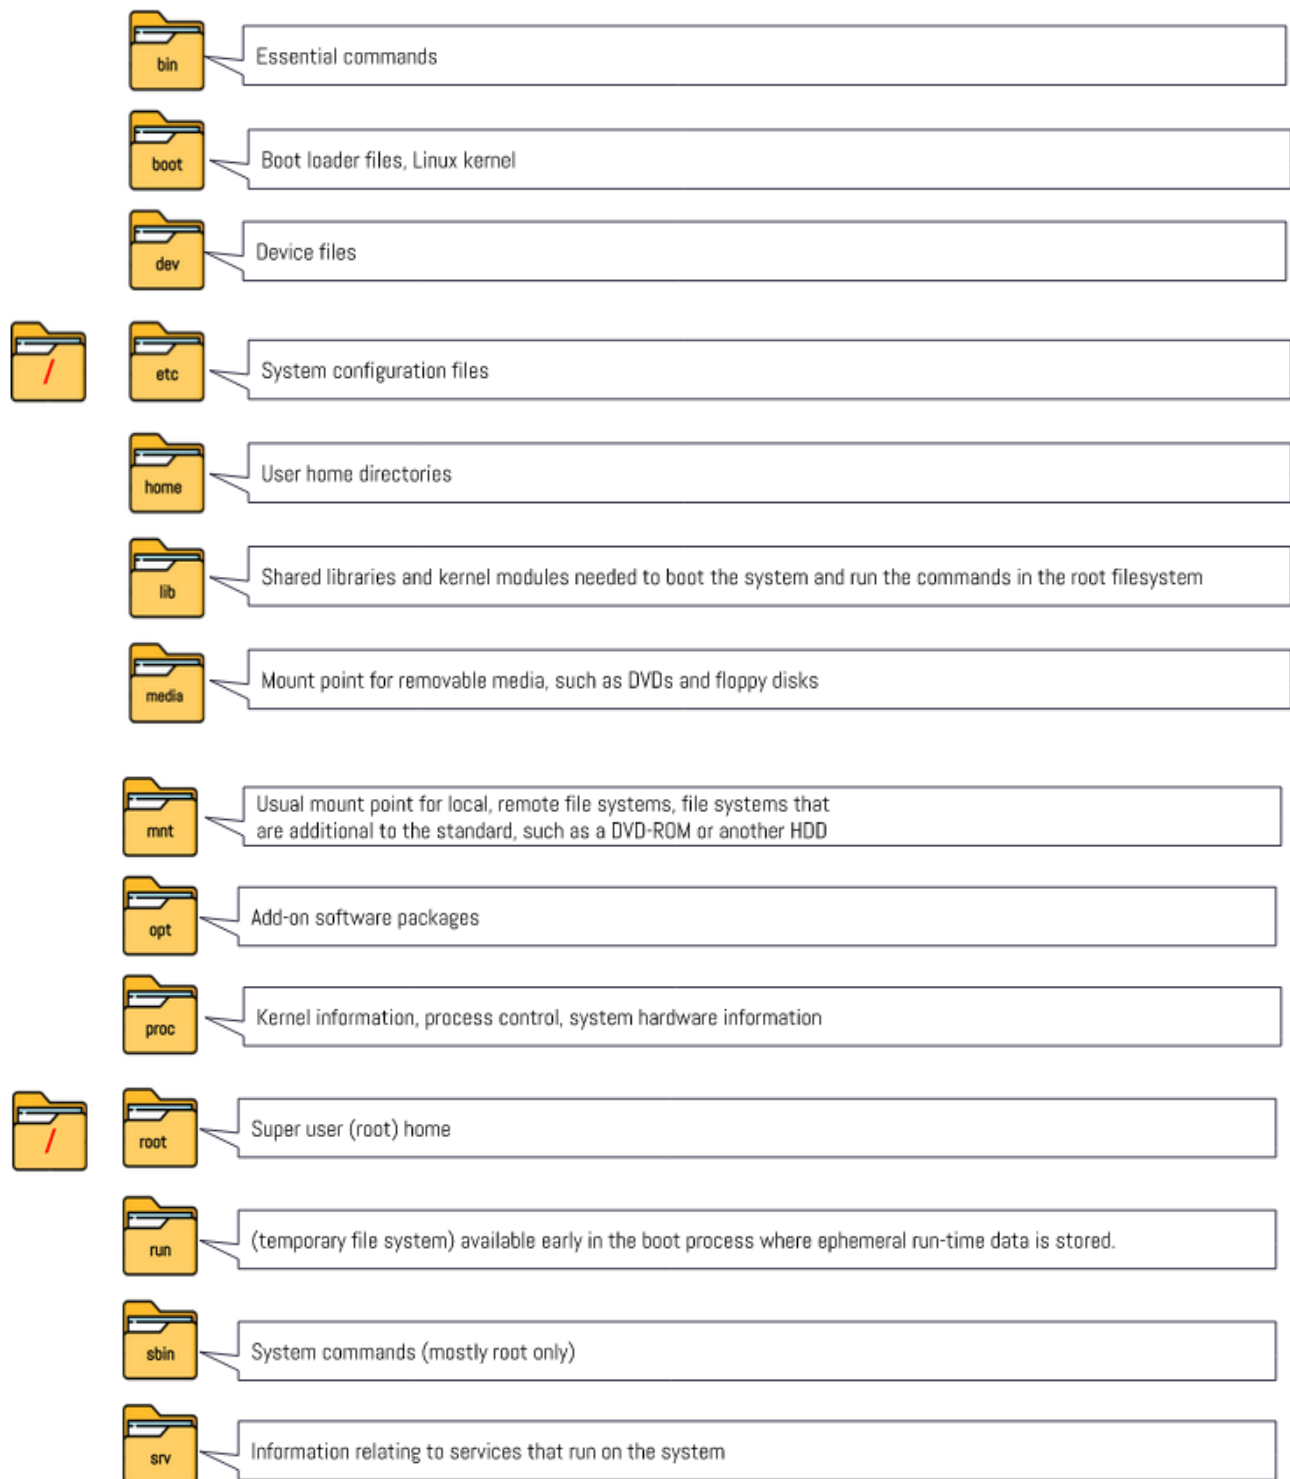 bin
Essential commands
boot
Boot loader files, Linux kernel
dev
Device files
/
etc
System configuration files
home
User home directories
lib
Shared libraries and kernel modules needed to boot the system and run the commands in the root filesystem
media
Mount point for removable media, such as DVDs and floppy disks
mnt
Usual mount point for local, remote file systems, file systems that
are additional to the standard, such as a DVD-ROM or another HDD
opt
Add-on software packages
proc
Kernel information, process control, system hardware information
/
root
Super user (root) home
run
(temporary file system) available early in the boot process where ephemeral run-time data is stored.
sbin
System commands (mostly root only)
srv
Information relating to services that run on the system